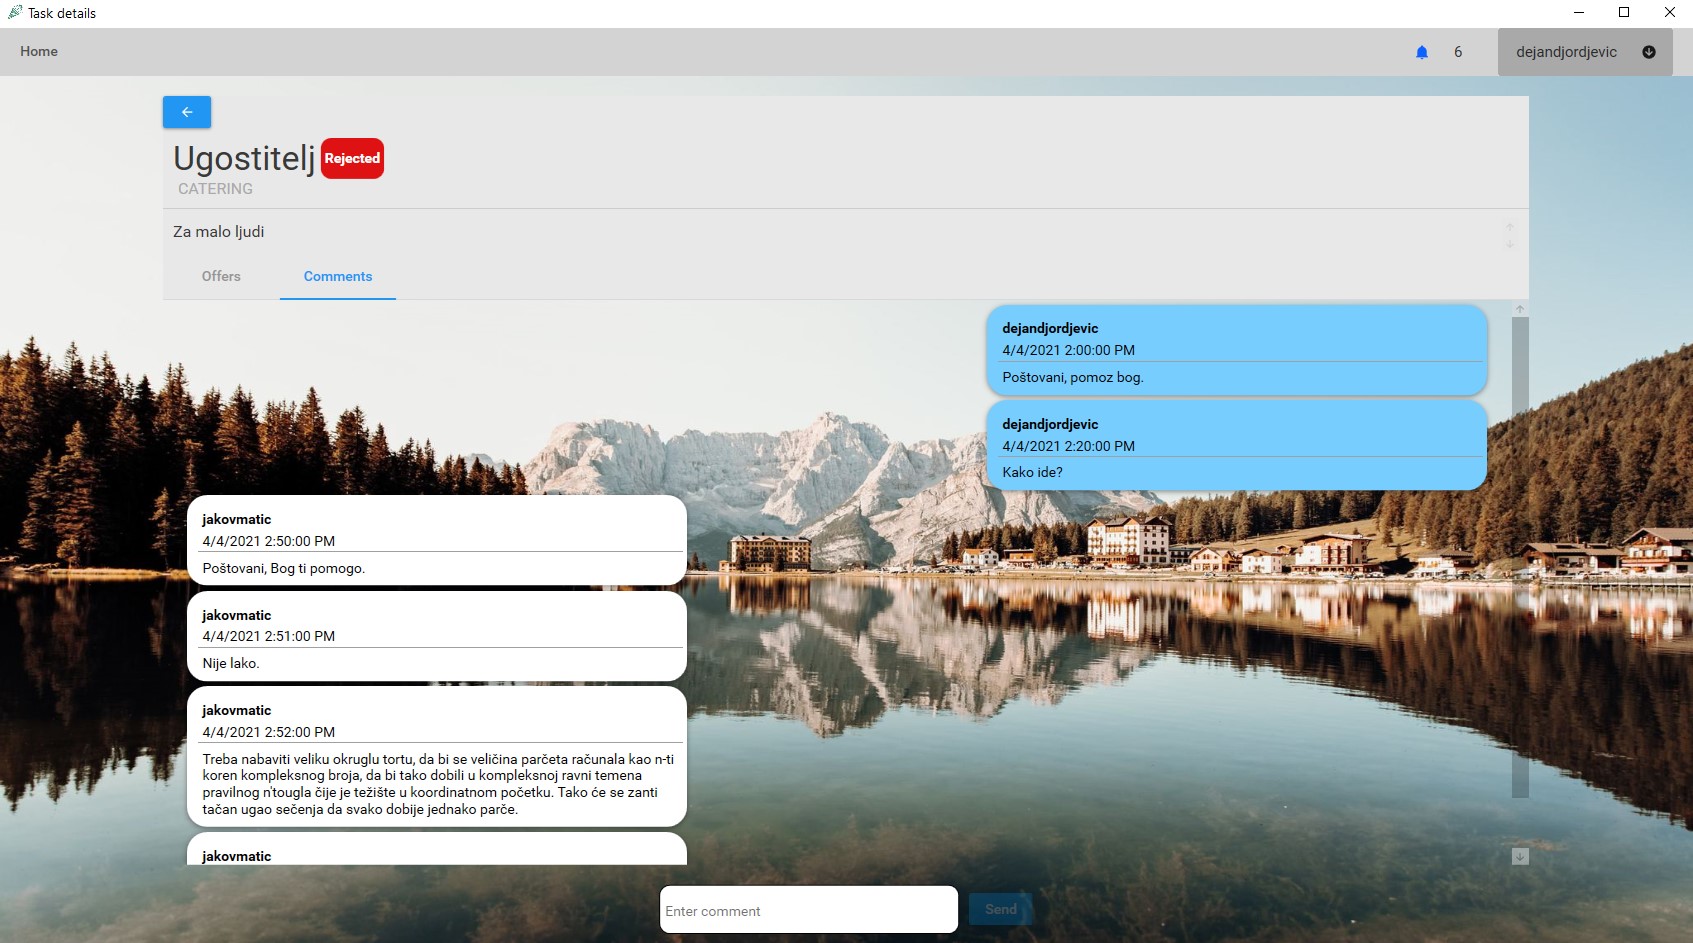 Task details
Home
6
dejandjordjevic
Ugostitelj
Rejected
CATERING
Za malo ljudi
Offers
Comments
dejandjordjevic
4/4/2021 2:00:00 PM
Poštovani, pomoz bog.
dejandjordjevic
4/4/2021 2:20:00 PM
Kako ide?
jakovmatic
4/4/2021 2:50:00 PM
Poštovani, Bog ti pomogo.
jakovmatic
4/4/2021 2:51:00 PM
Nije lako.
jakovmatic
4/4/2021 2:52:00 PM
Treba nabaviti veliku okruglu tortu, da bi se veličina parčeta računala kao n-ti
koren kompleksnog broja, da bi tako dobili u kompleksnoj ravni temena
pravilnog n'tougla čije je težište u koordinatnom početku. Tako će se zanti
tačan ugao sečenja da svako dobije jednako parče.
jakovmatic
Enter comment
Send